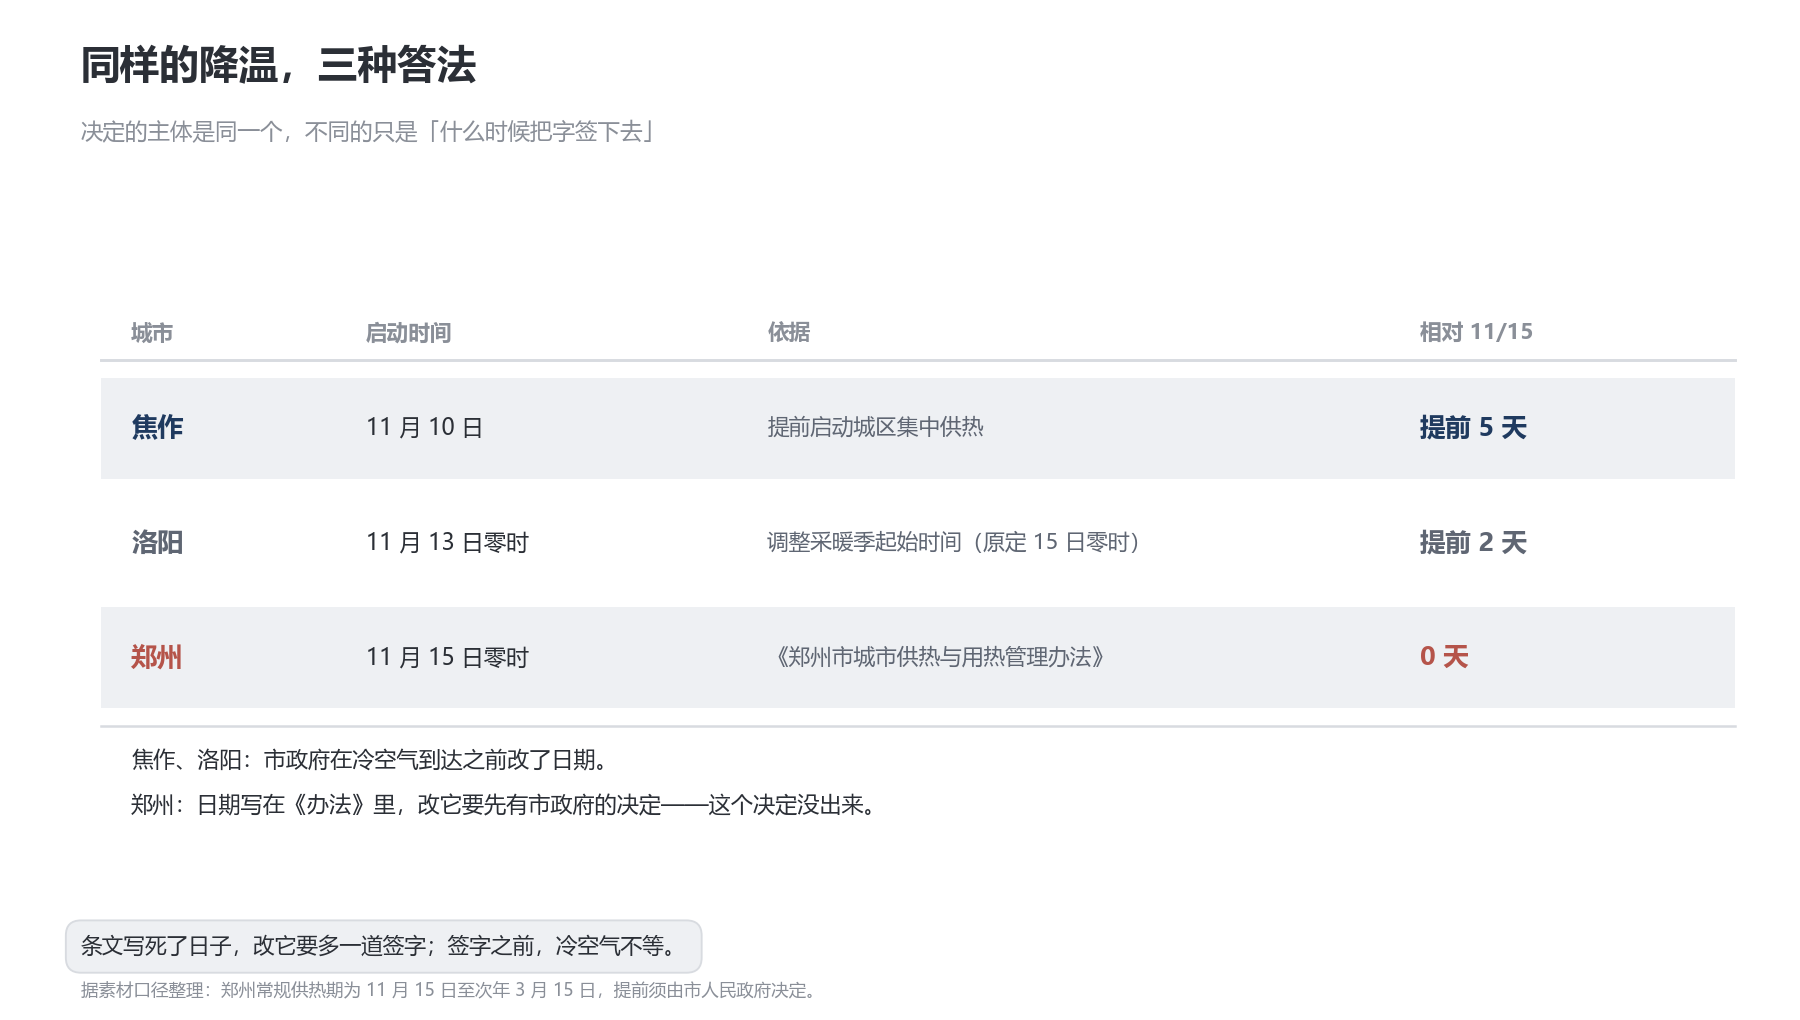 同样的降温，三种答法
决定的主体是同一个，不同的只是「什么时候把字签下去」
城市 启动时间 依据 相对 11/15
焦作 11 月 10 日 提前启动城区集中供热 提前 5 天
洛阳 11 月 13 日零时 调整采暖季起始时间（原定 15 日零时） 提前 2 天
郑州 11 月 15 日零时 《郑州市城市供热与用热管理办法》 0 天
焦作、洛阳：市政府在冷空气到达之前改了日期。
郑州：日期写在《办法》里，改它要先有市政府的决定——这个决定没出来。
条文写死了日子，改它要多一道签字；签字之前，冷空气不等。
据素材口径整理：郑州常规供热期为 11 月 15 日至次年 3 月 15 日，提前须由市人民政府决定。